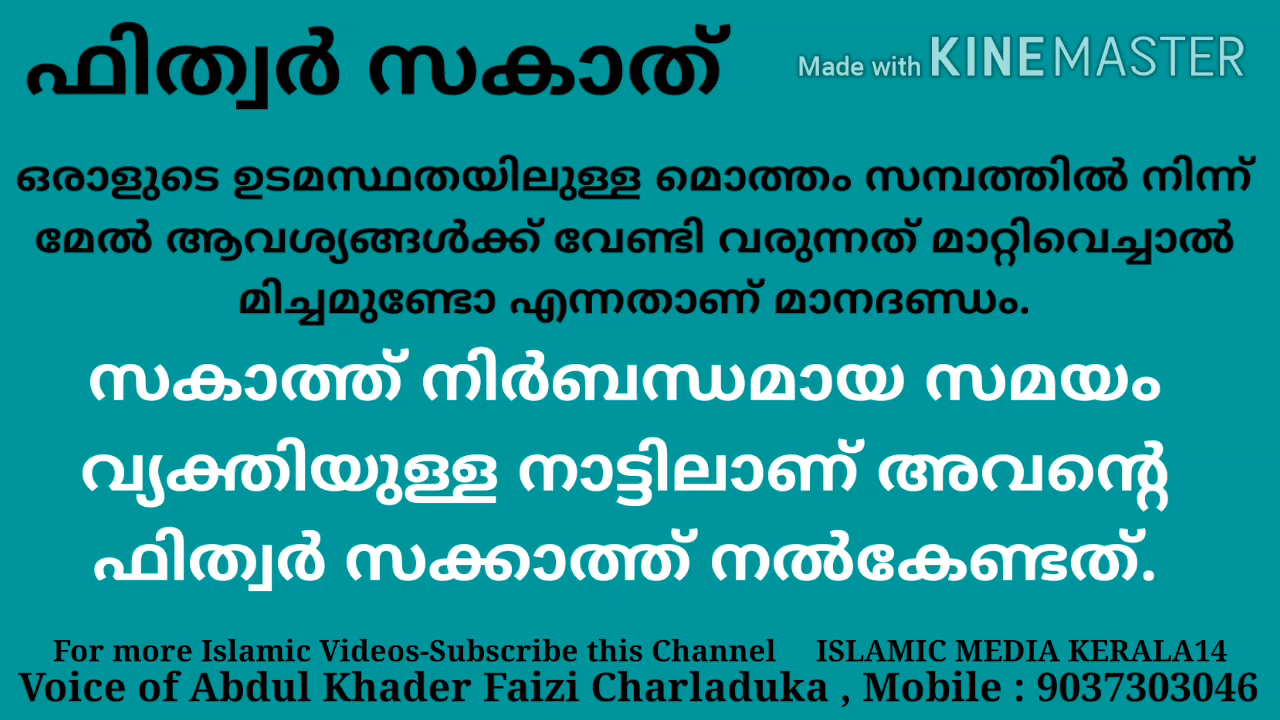 ഫിത്വർ സകാത്
Made with KINEMASTER
ഒരാളുടെ ഉടമസ്ഥതയിലുള്ള മൊത്തം സമ്പത്തിൽ നിന്ന്
മേൽ ആവശ്യങ്ങൾക്ക് വേണ്ടി വരുന്നത് മാറ്റിവെച്ചാൽ
മിച്ചമുണ്ടോ എന്നതാണ് മാനദണ്ഡം.
സകാത്ത് നിർബന്ധമായ സമയം
വ്യക്തിയുള്ള നാട്ടിലാണ് അവന്റെ
ഫിത്വർ സക്കാത്ത് നൽകേണ്ടത്.
For more Islamic Videos-Subscribe this Channel ISLAMIC MEDIA KERALA14
Voice of Abdul Khader Faizi Charladuka , Mobile : 9037303046